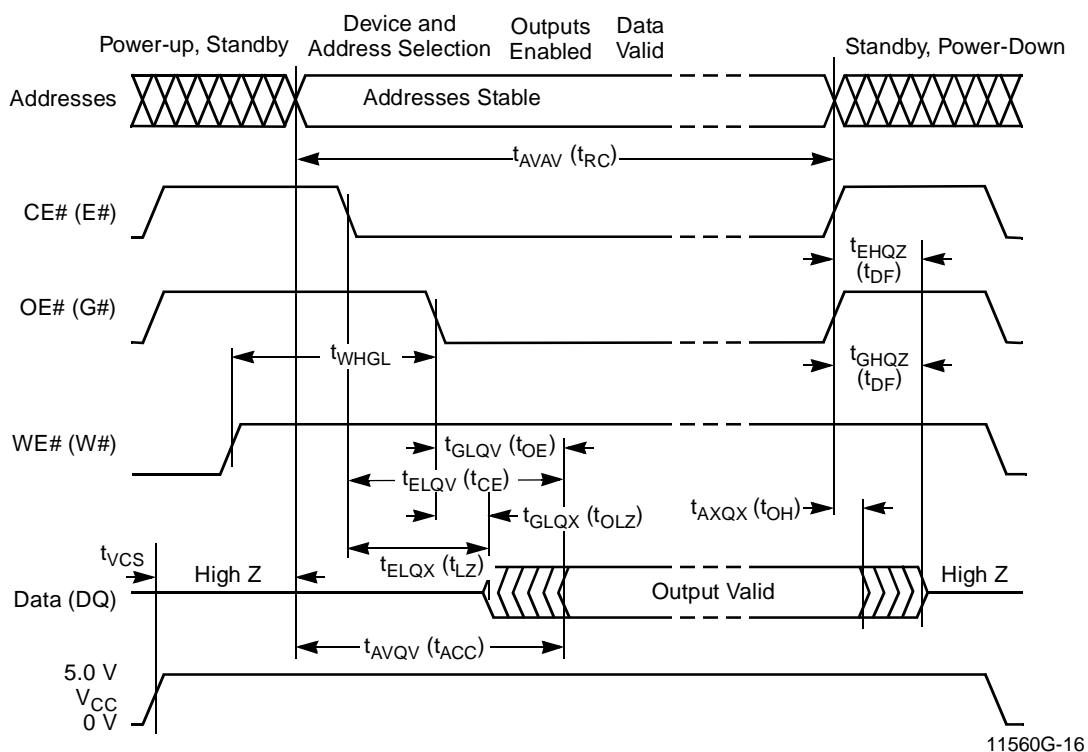 Power-up, Standby
Device and
Address Selection
Outputs
Enabled
Data
Valid
Standby, Power-Down
Addresses
Addresses Stable
tAVAV (tRC)
CE# (E#)
tEHQZ
(tDF)
OE# (G#)
tWHGL
tGHQZ
(tDF)
WE# (W#)
tGLQV (tOE)
tELQV (tCE)
tGLQX (tOLZ)
tAXQX (tOH)
tVCS
tELQX (tLZ)
High Z
Output Valid
High Z
Data (DQ)
tAVQV (tACC)
5.0 V
VCC
0 V
11560G-16